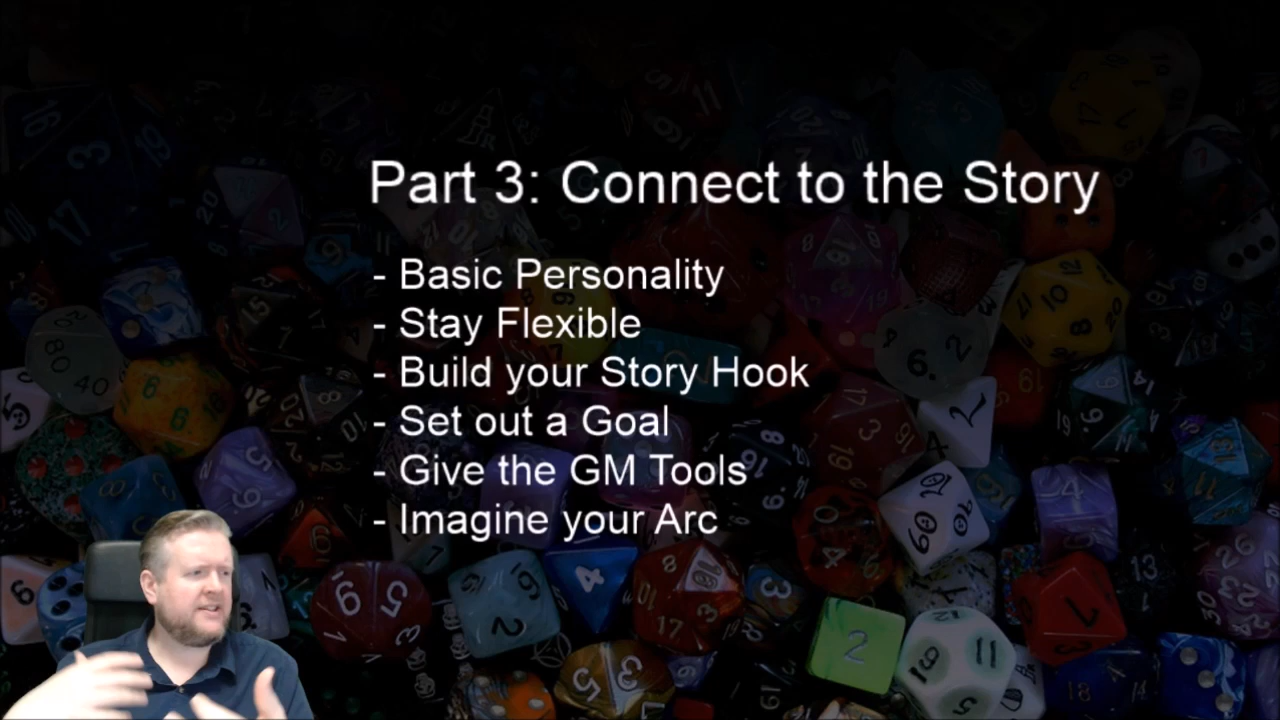 Part 3: Connect to the Story
- Basic Personality
- Stay Flexible
- Build your Story Hook
- Set out a Goal
- Give the GM Tools
- Imagine your Arc